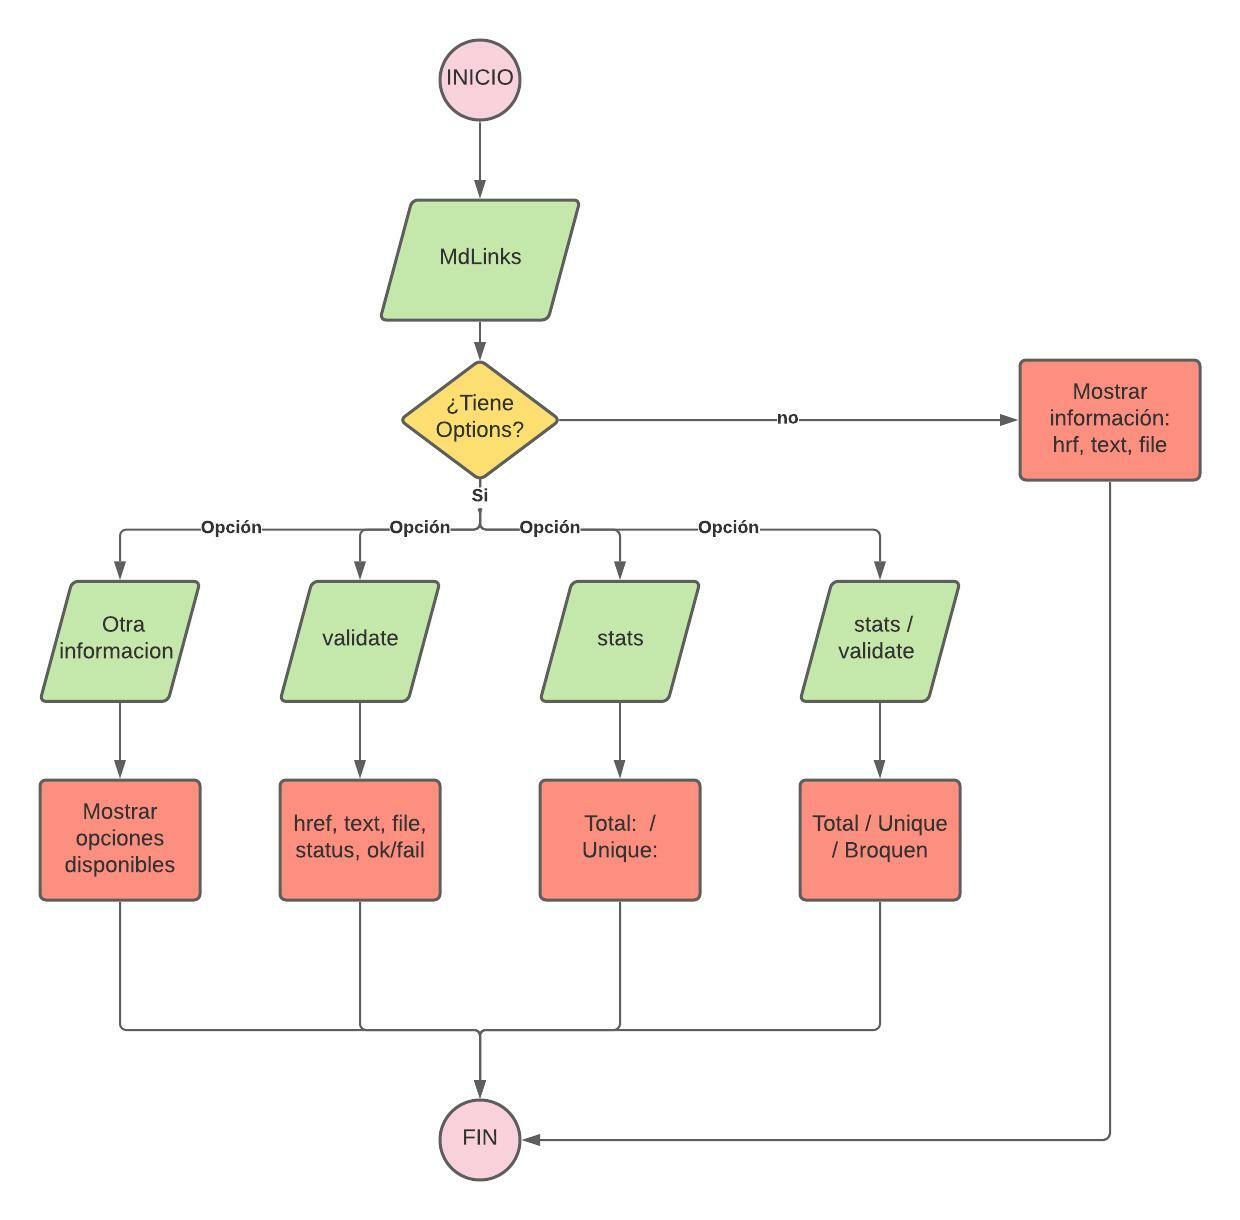 INICIO
MdLinks
¿Tiene
Options?
no
Mostrar
información:
hrf, text, file
Si
Opción
Opción
Opción
Opción
Otra
informacion
validate
stats
stats /
validate
Mostrar
opciones
disponibles
href, text, file,
status, ok/fail
Total:  /
Unique:
Total / Unique
/ Broquen
FIN